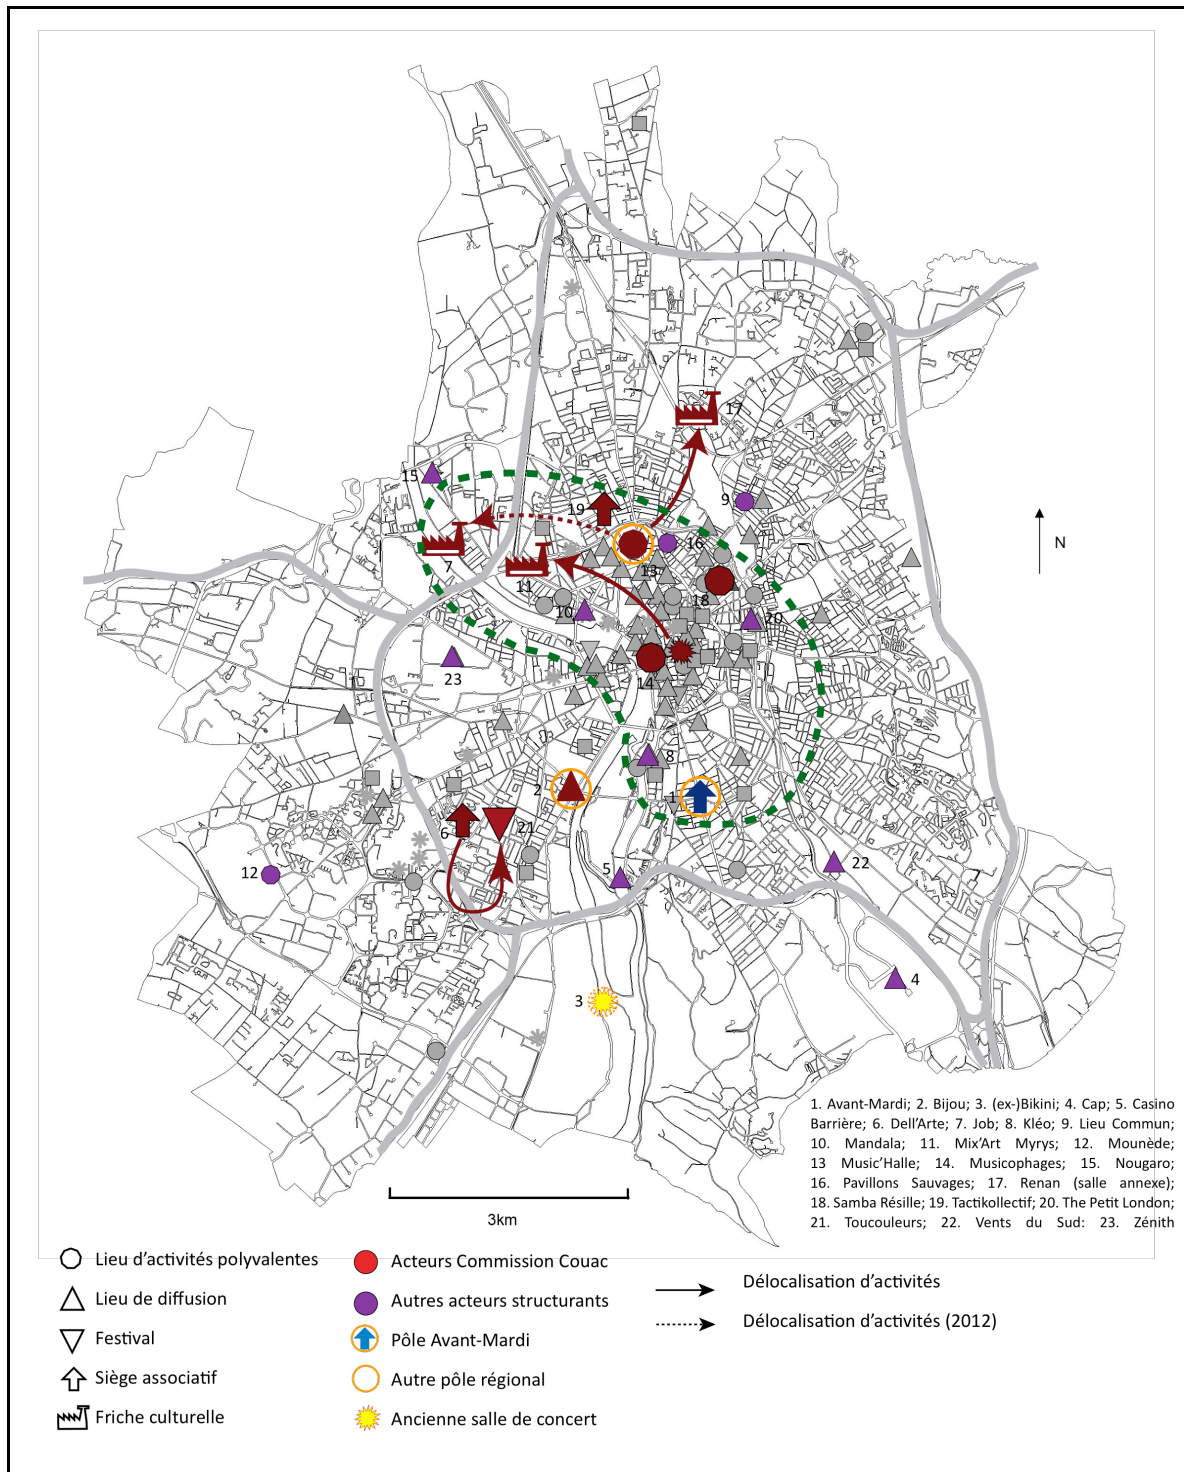 17
15
9
19
16
7
13
11
18
10
20
14
23
8
2
1
21
6
5
22
12
4
3
N
1. Avant-Mardi; 2. Bijou; 3. (ex-)Bikini; 4. Cap; 5. Casino
Barrière; 6. Dell’Arte; 7. Job; 8. Kléo; 9. Lieu Commun;
10. Mandala; 11. Mix’Art Myrys; 12. Mounède;
13 Music’Halle; 14. Musicophages; 15. Nougaro;
16. Pavillons Sauvages; 17. Renan (salle annexe);
18. Samba Résille; 19. Tactikollectif; 20. The Petit London;
21. Toucouleurs; 22. Vents du Sud: 23. Zénith
3km
Lieu d’activités polyvalentes
Lieu de diffusion
Festival
Siège associatif
Friche culturelle
Acteurs Commission Couac
Autres acteurs structurants
Pôle Avant-Mardi
Autre pôle régional
Ancienne salle de concert
Délocalisation d’activités
Délocalisation d’activités (2012)